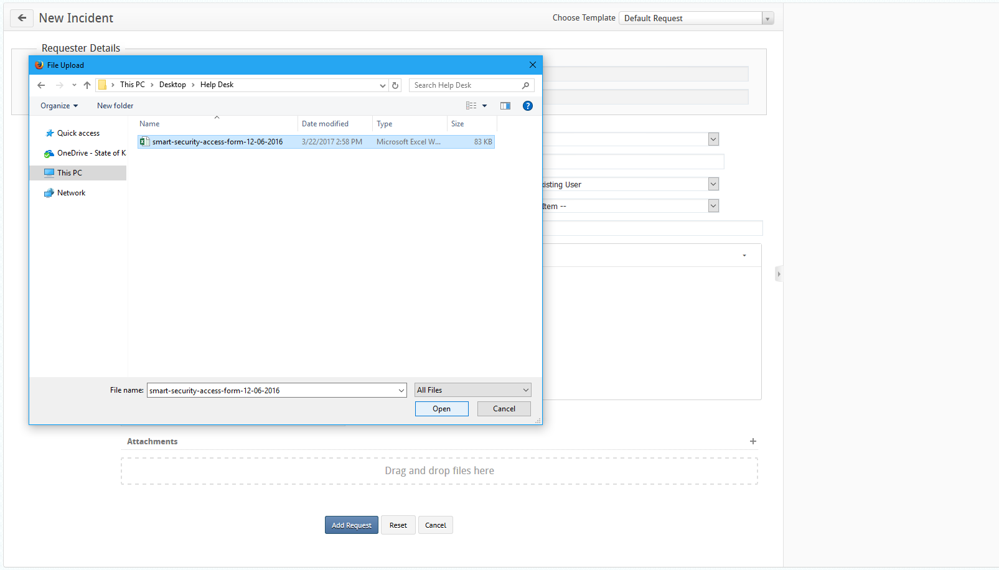 New Incident
Choose Template Default Request
Requester Details
File Upload
This PC > Desktop > Help Desk
Search Help Desk
Organize New folder
Name Date modified Type Size
smart-security-access-form-12-06-2016 3/22/2017 2:58 PM Microsoft Excel W... 83 KB
Quick access
OneDrive - State of K
This PC
Network
xisting User
Item --
File name: smart-security-access-form-12-06-2016 All Files
Open Cancel
Attachments +
Drag and drop files here
Add Request Reset Cancel